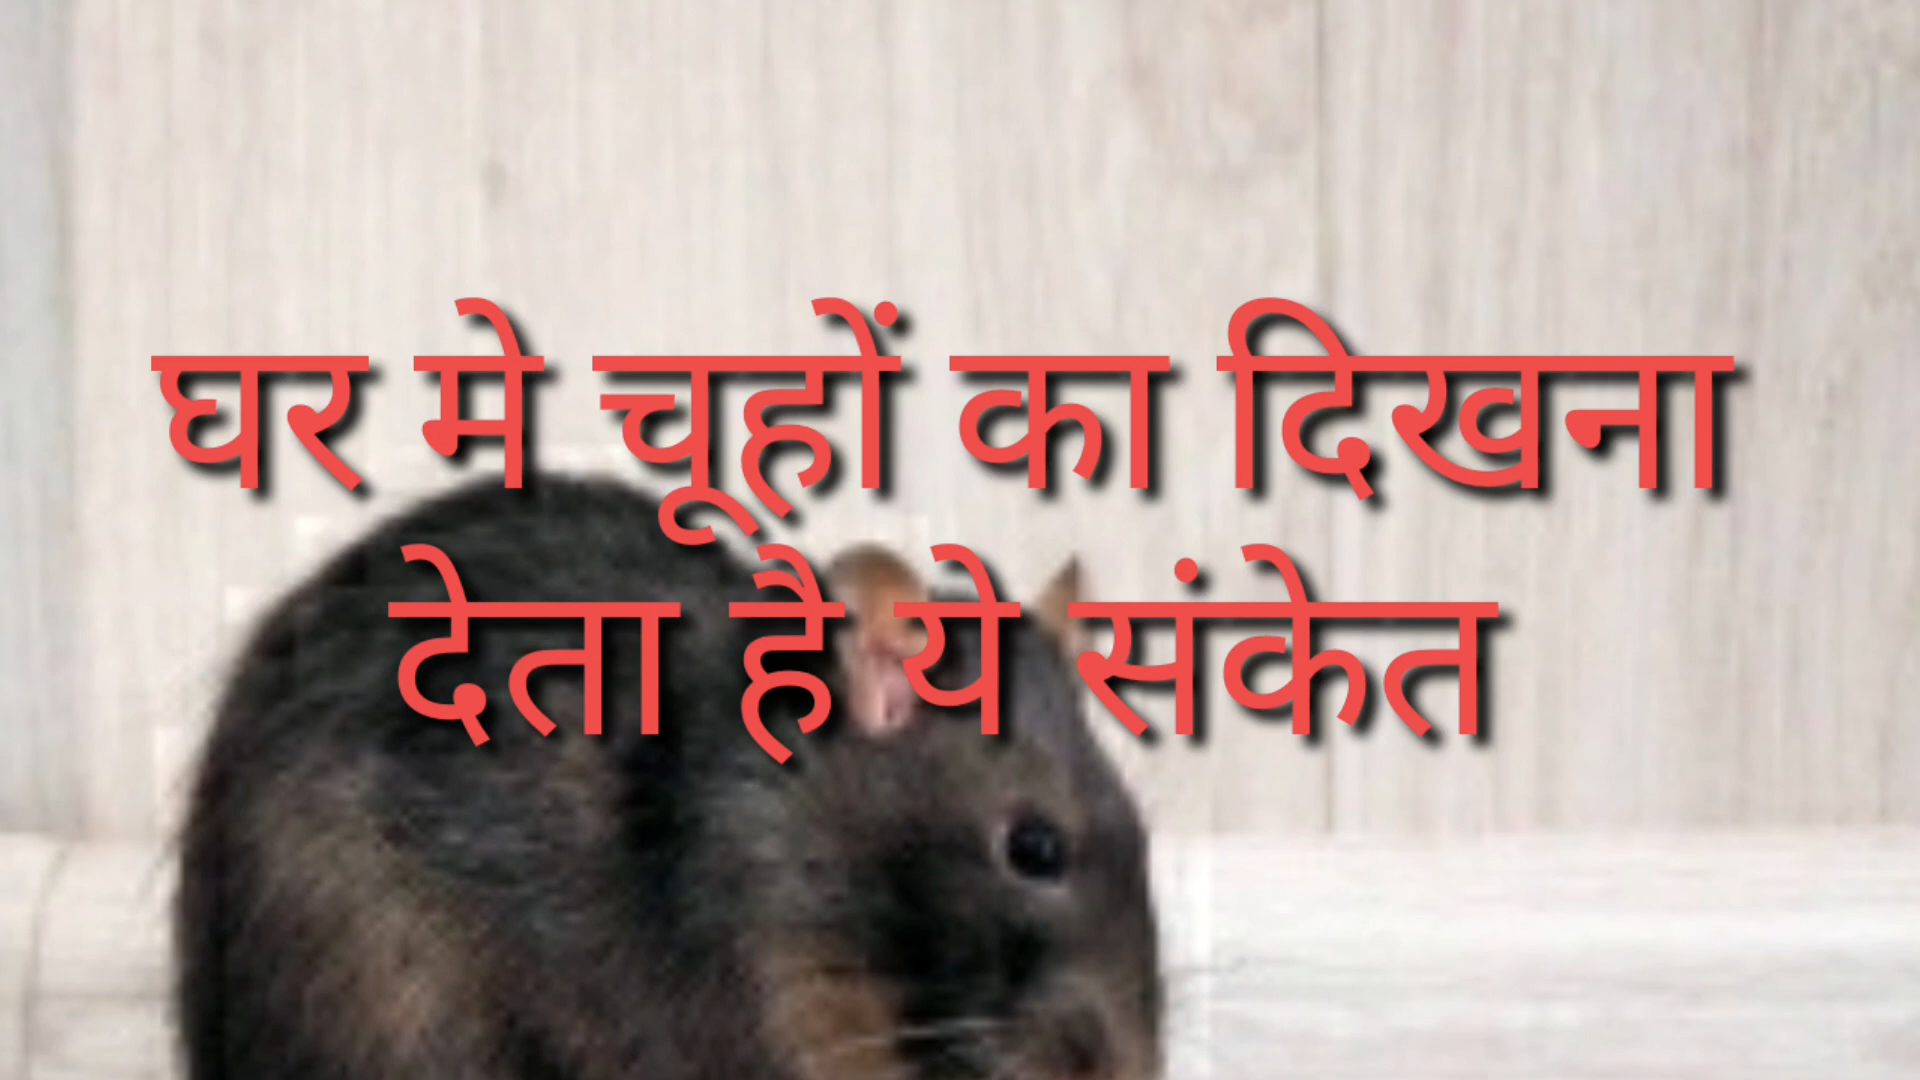 घर मे चूहों का दिखना
देता है ये संकेत